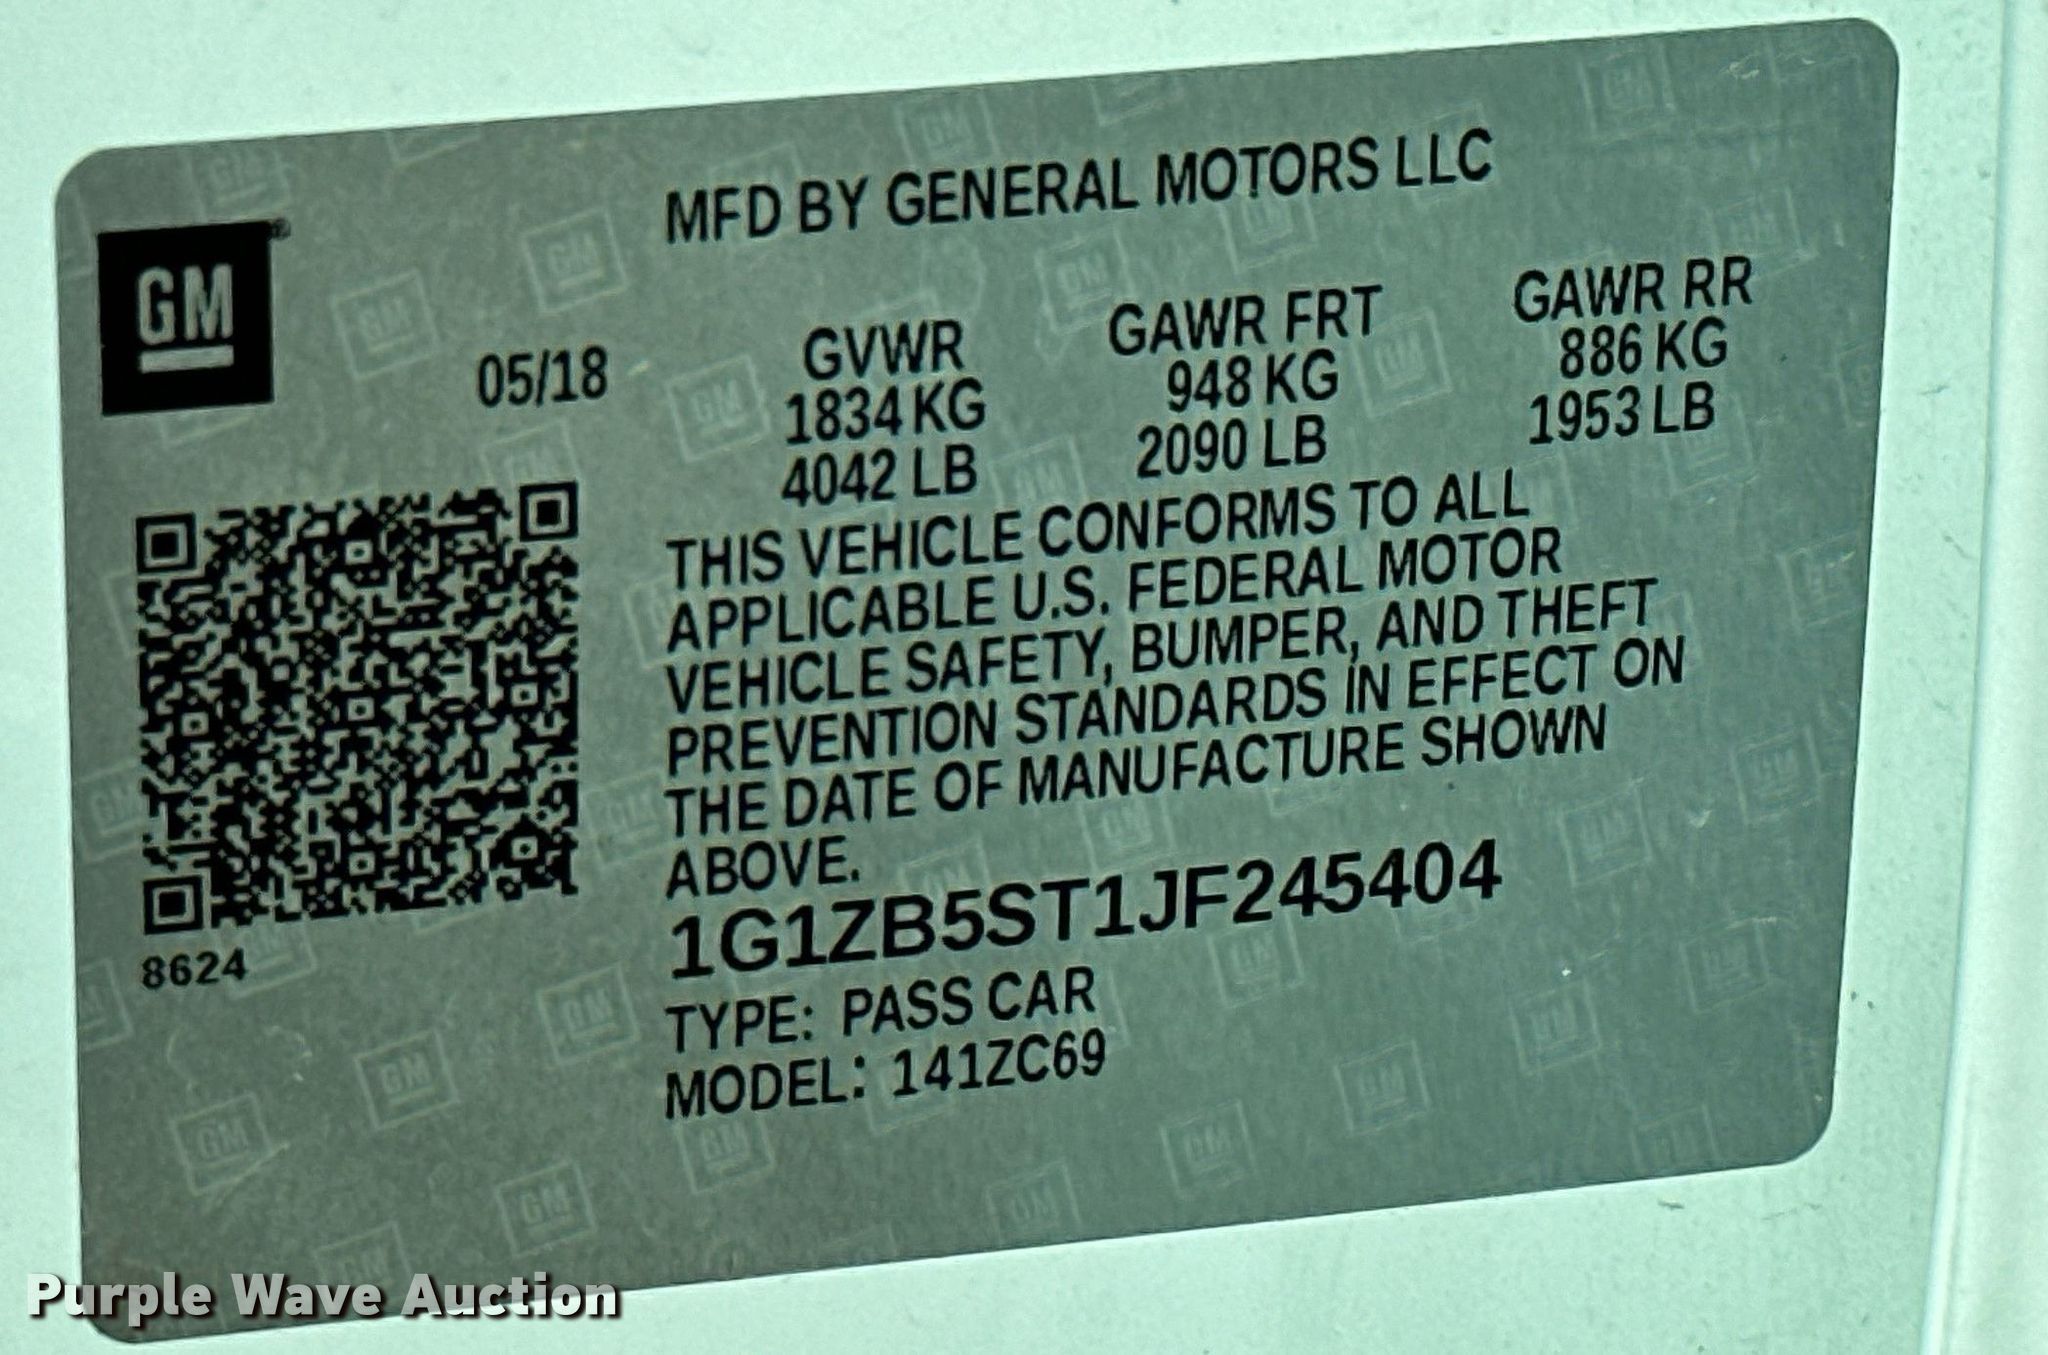 MFD BY GENERAL MOTORS LLC
GM
05/18
GVWR GAWR FRT GAWR RR
1834 KG 948 KG 886 KG
4042 LB 2090 LB 1953 LB
THIS VEHICLE CONFORMS TO ALL
APPLICABLE U.S. FEDERAL MOTOR
VEHICLE SAFETY, BUMPER, AND THEFT
PREVENTION STANDARDS IN EFFECT ON
THE DATE OF MANUFACTURE SHOWN
ABOVE.
1G1ZB5ST1JF245404
8624
TYPE: PASS CAR
MODEL: 141ZC69
Purple Wave Auction